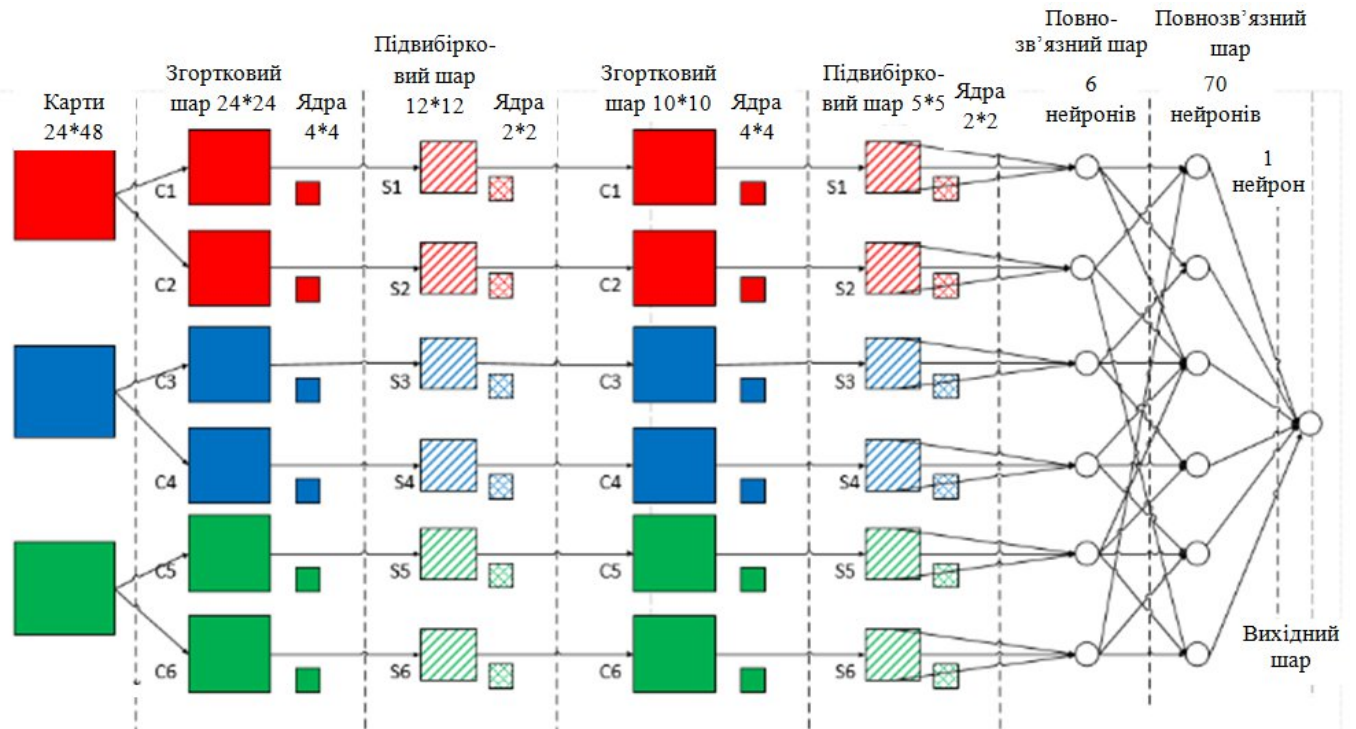 Карти
24*48
Згортковий
шар 24*24
Ядра
4*4
Підвибірко-
вий шар
12*12
Ядра
2*2
Згортковий
шар 10*10
Ядра
4*4
Підвибірко-
вий шар 5*5
Ядра
2*2
Повно-
зв’язний шар
6
нейронів
Повнозв’язний
шар
70
нейронів
1
нейрон
C1
S1
C1
S1
C2
S2
C2
S2
C3
S3
C3
S3
C4
S4
C4
S4
C5
S5
C5
S5
C6
S6
C6
S6
Вихідний
шар